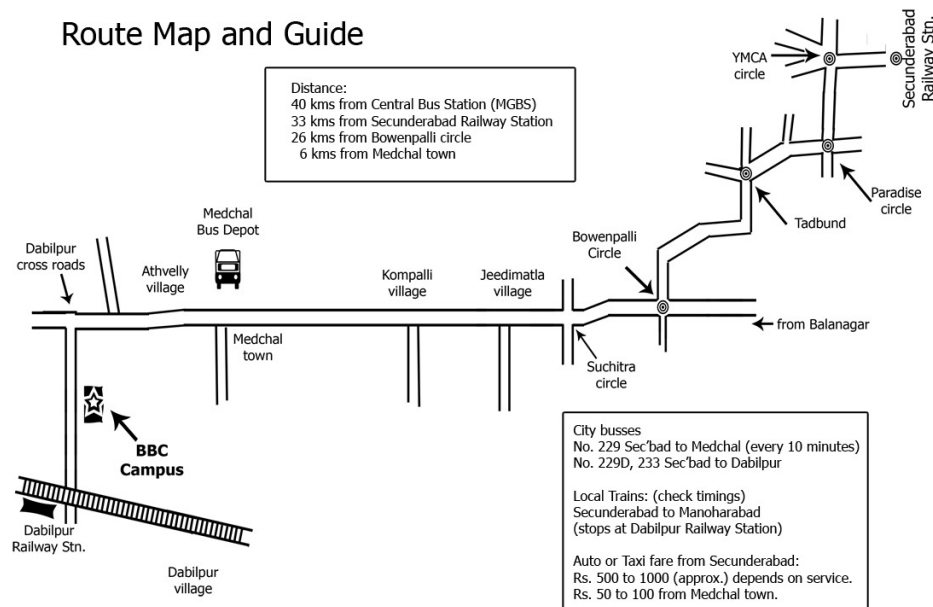 Route Map and Guide
Distance:
40 kms from Central Bus Station (MGBS)
33 kms from Secunderabad Railway Station
26 kms from Bowenpalli circle
6 kms from Medchal town
YMCA
circle
Secunderabad
Railway Stn.
Paradise
circle
Tadbund
Bowenpalli
Circle
from Balanagar
Suchitra
circle
Jeedimatla
village
Kompalli
village
Medchal
Bus Depot
Medchal
town
Athvelly
village
Dabilpur
cross roads
BBC
Campus
Dabilpur
Railway Stn.
Dabilpur
village
City busses
No. 229 Sec'bad to Medchal (every 10 minutes)
No. 229D, 233 Sec'bad to Dabilpur
Local Trains: (check timings)
Secunderabad to Manoharabad
(stops at Dabilpur Railway Station)
Auto or Taxi fare from Secunderabad:
Rs. 500 to 1000 (approx.) depends on service.
Rs. 50 to 100 from Medchal town.